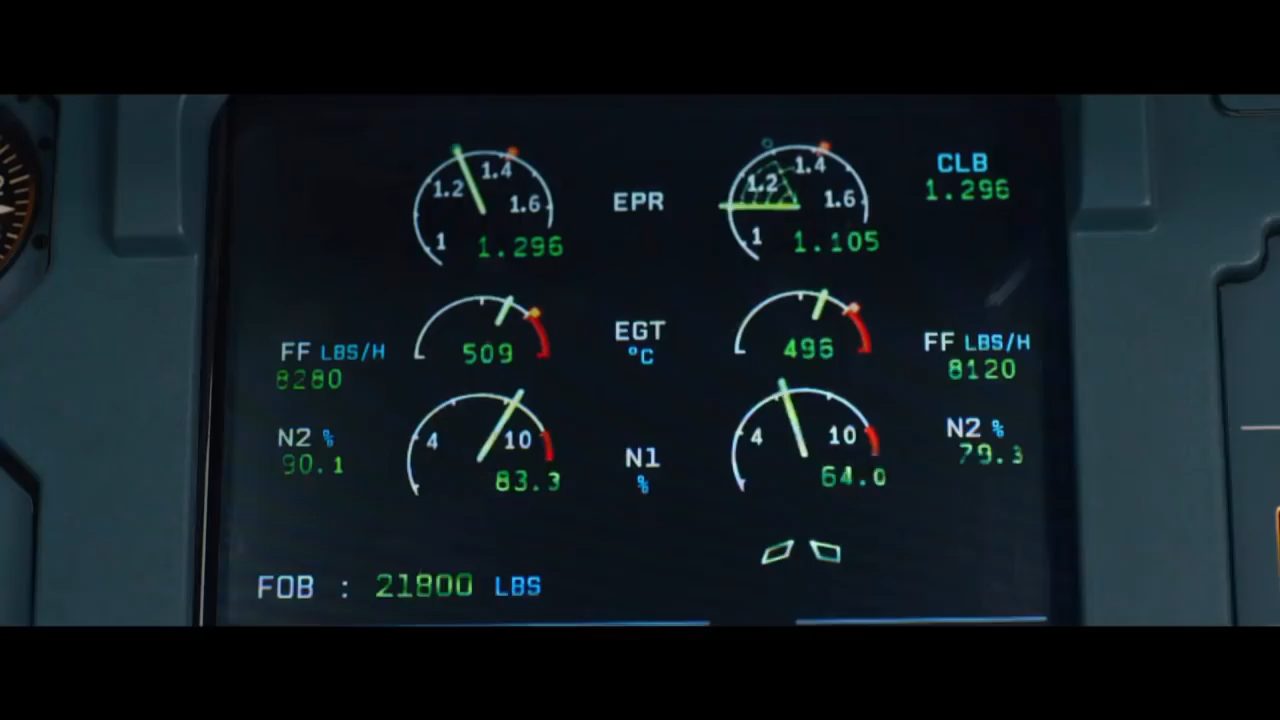 1.2 1.4 1.6 1 1.296
EPR
1.2 1.4 1.6 1 1.105
CLB
1.296
FF LBS/H
8280
509
EGT
°C
496
FF LBS/H
8120
N2 %
90.1
4 10 83.3
N1
%
4 10 64.0
N2 %
79.3
FOB : 21800 LBS